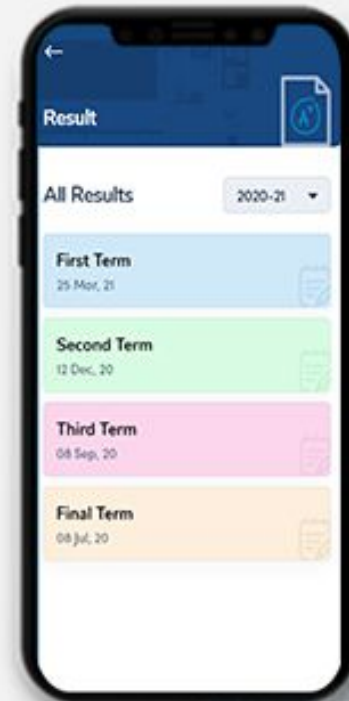 Result
A+
All Results
2020-21
First Term
25 Mar, 21
Second Term
12 Dec, 20
Third Term
08 Sep, 20
Final Term
08 Jul, 20